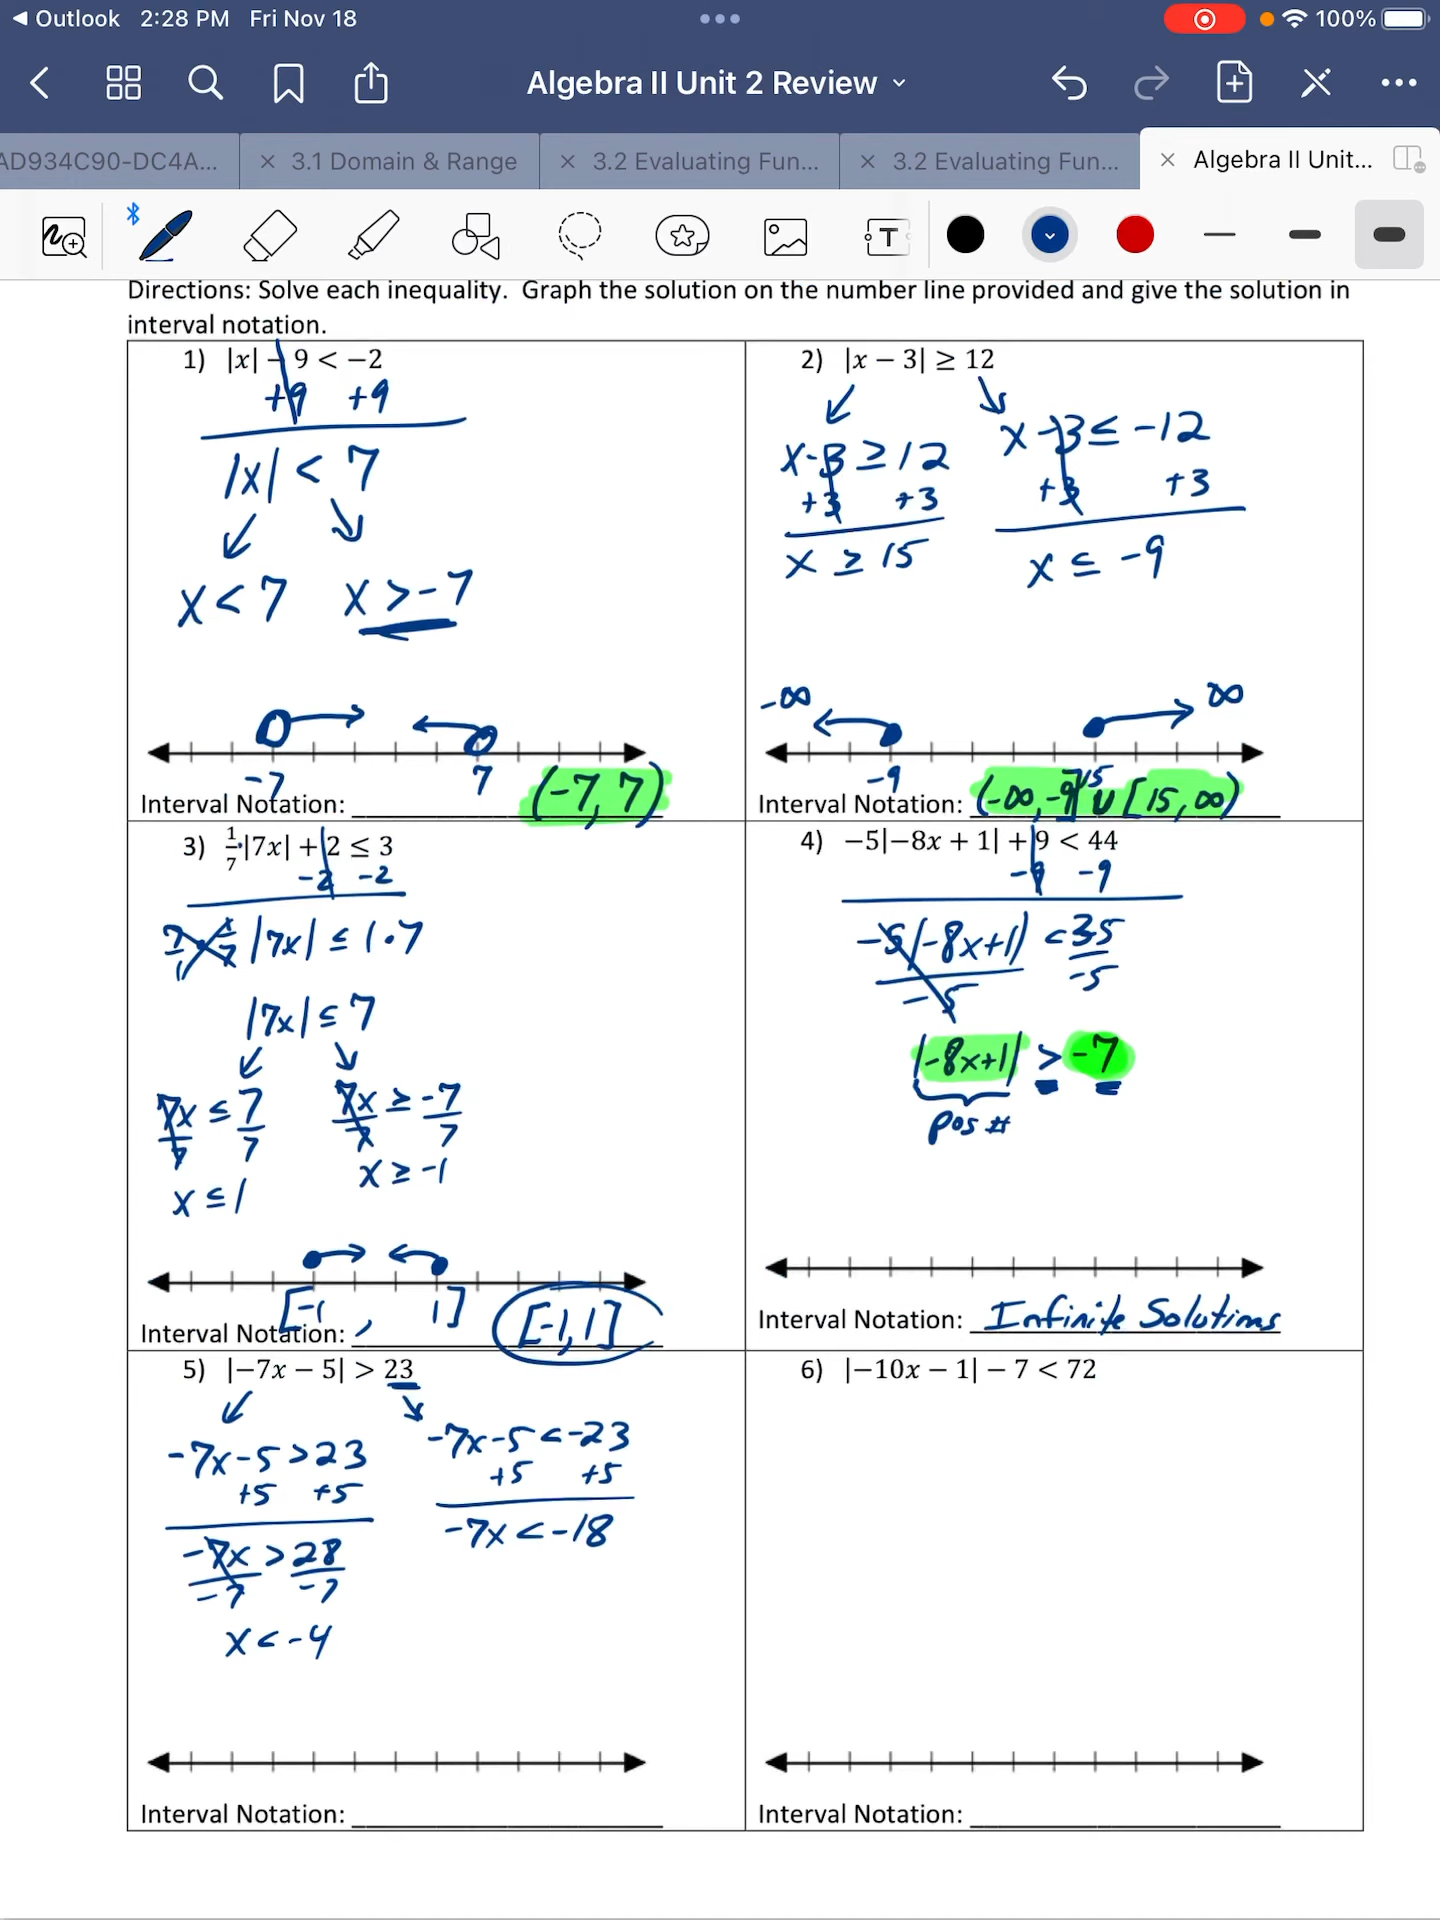 Outlook 2:28 PM Fri Nov 18 100%
Algebra II Unit 2 Review
AD934C90-DC4A... × 3.1 Domain & Range × 3.2 Evaluating Fun... × 3.2 Evaluating Fun... × Algebra II Unit...
T
Directions: Solve each inequality. Graph the solution on the number line provided and give the solution in
interval notation.
1) |x| − 9 < −2
+9 +9
|x| < 7
x < 7 x > -7
-7 7
Interval Notation: (-7, 7)
2) |x − 3| ≥ 12
x-3 ≥ 12 x-3 ≤ -12
+3 +3 +3 +3
x ≥ 15 x ≤ -9
-∞ ∞
-9 15
Interval Notation: (-∞, -9] ∪ [15, ∞)
3) 1/7 · |7x| + 2 ≤ 3
-2 -2
7/1 · 1/7 |7x| ≤ 1·7
|7x| ≤ 7
7x ≤ 7 7x ≥ -7
7 7 7 7
x ≤ 1 x ≥ -1
[-1 , 1]
Interval Notation: [-1, 1]
4) −5|−8x + 1| + 9 < 44
-9 -9
-5|-8x+1| < 35
-5 -5
|-8x+1| > -7
pos #
Interval Notation: Infinite Solutions
5) |−7x − 5| > 23
-7x-5 > 23 -7x-5 < -23
+5 +5 +5 +5
-7x > 28 -7x < -18
-7 -7
x < -4
Interval Notation:
6) |−10x − 1| − 7 < 72
Interval Notation: